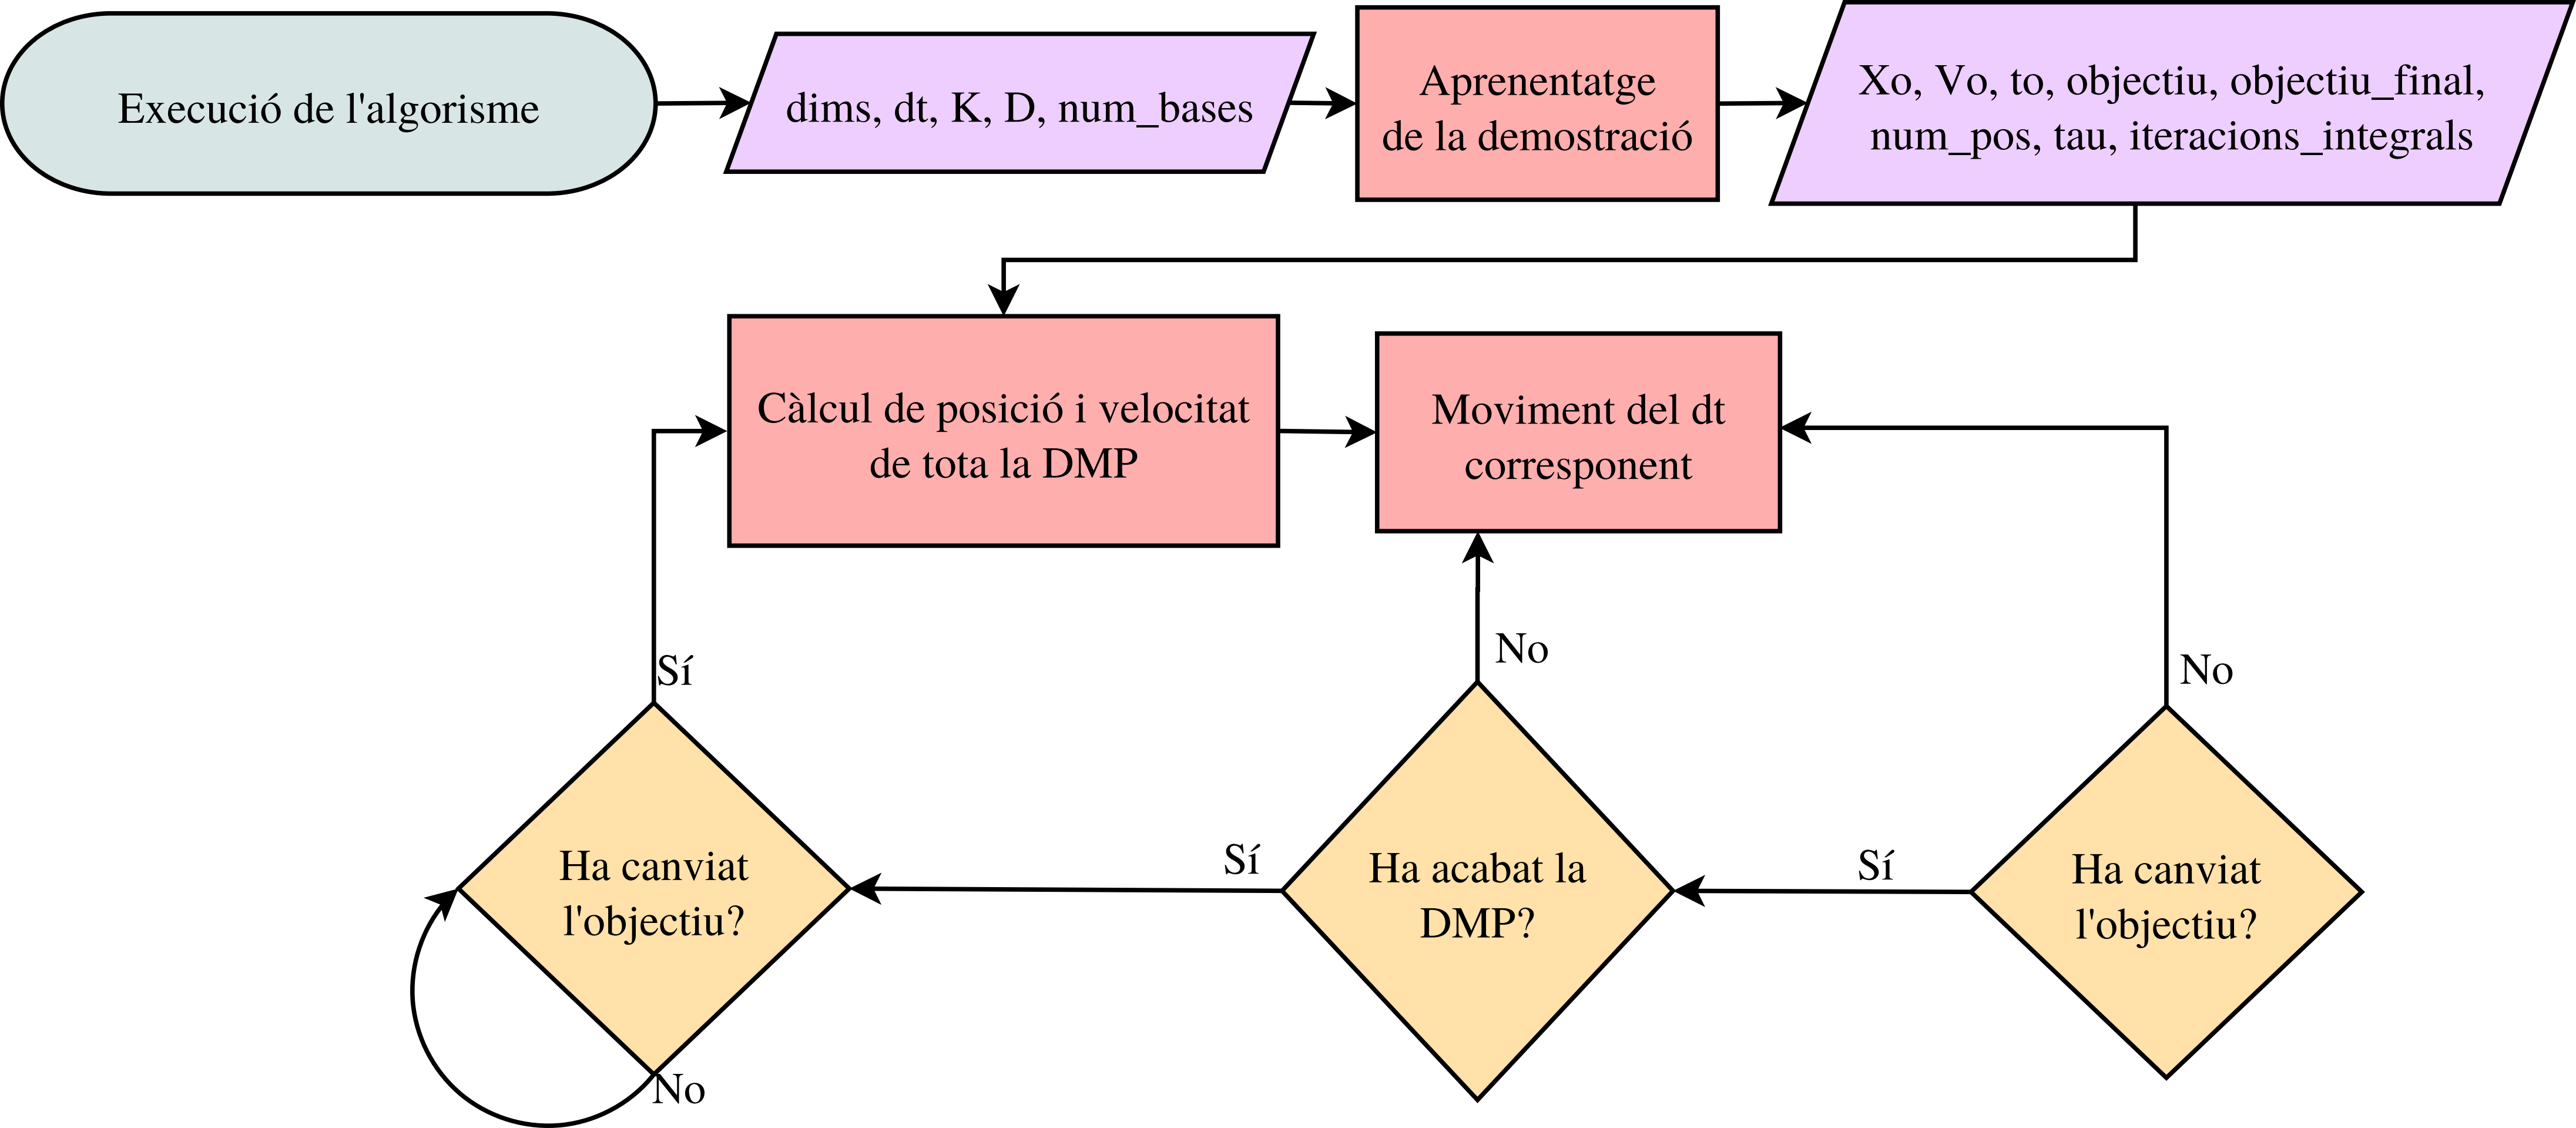 Execució de l'algorisme
dims, dt, K, D, num_bases
Aprenentatge
de la demostració
Xo, Vo, to, objectiu, objectiu_final,
num_pos, tau, iteracions_integrals
Càlcul de posició i velocitat
de tota la DMP
Moviment del dt
corresponent
Sí
No
No
Ha canviat
l'objectiu?
No
Sí
Ha acabat la
DMP?
Sí
Ha canviat
l'objectiu?